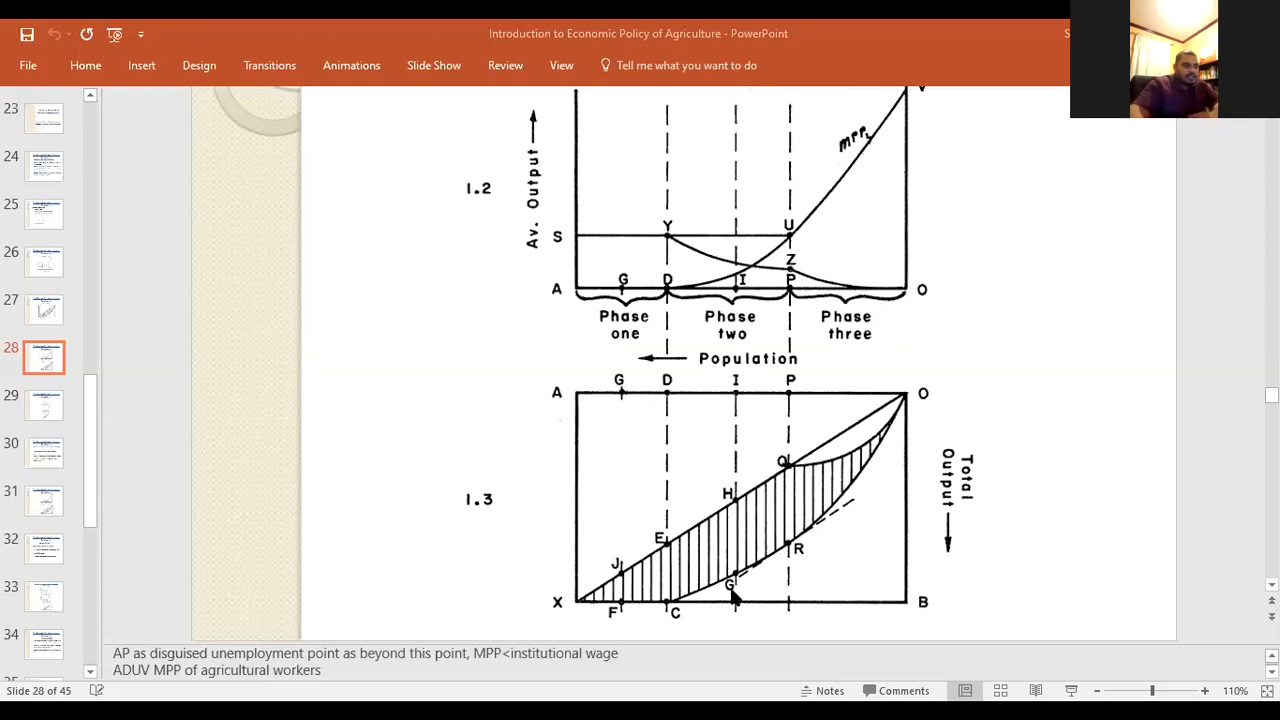 Introduction to Economic Policy of Agriculture - PowerPoint
File Home Insert Design Transitions Animations Slide Show Review View Tell me what you want to do
23
24
25
26
27
28
29
30
31
32
33
34
MPPL
1.2
Av. Output
S Y U
Z
A G D I P O
Phase one
Phase two
Phase three
Population
A G D I P O
Q
H
1.3
Total Output
E
R
J
G
X F C B
AP as disguised unemployment point as beyond this point, MPP<institutional wage
ADUV MPP of agricultural workers
Slide 28 of 45 Notes Comments 110%